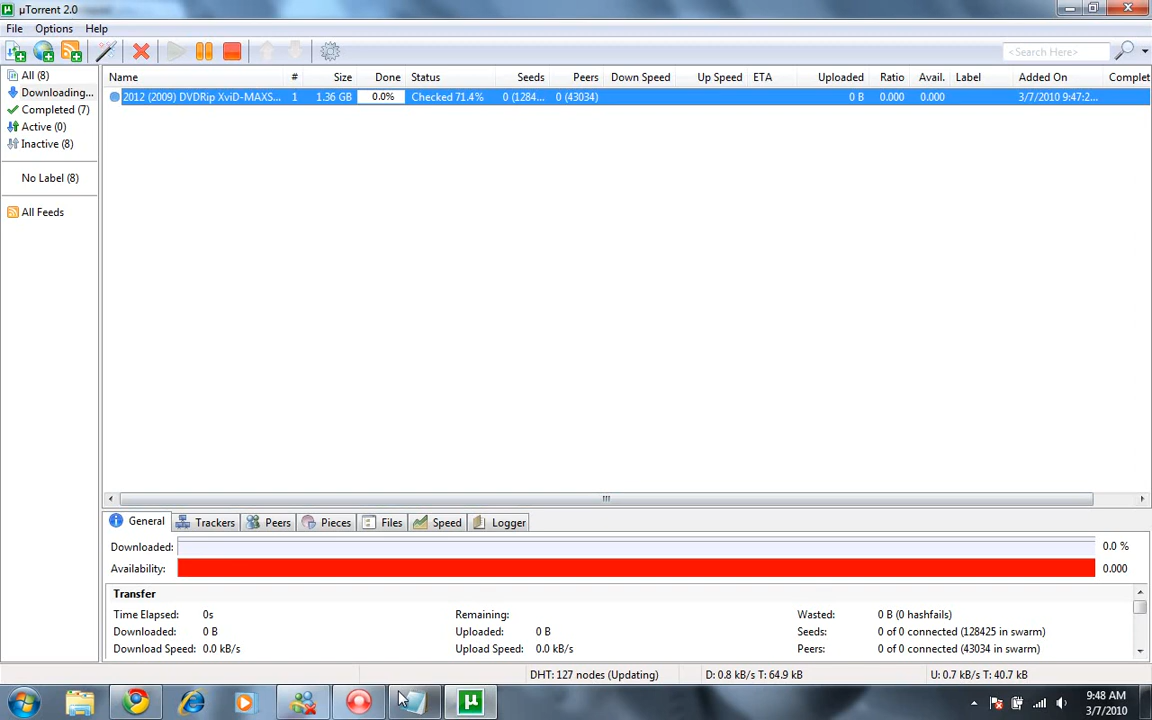 µTorrent 2.0
File Options Help
<Search Here>
All (8)
Downloading...
Completed (7)
Active (0)
Inactive (8)
No Label (8)
All Feeds
Name # Size Done Status Seeds Peers Down Speed Up Speed ETA Uploaded Ratio Avail. Label Added On Complet
2012 (2009) DVDRip XviD-MAXS... 1 1.36 GB 0.0% Checked 71.4% 0 (1284... 0 (43034) 0 B 0.000 0.000 3/7/2010 9:47:2...
General Trackers Peers Pieces Files Speed Logger
Downloaded: 0.0 %
Availability: 0.000
Transfer
Time Elapsed: 0s Remaining: Wasted: 0 B (0 hashfails)
Downloaded: 0 B Uploaded: 0 B Seeds: 0 of 0 connected (128425 in swarm)
Download Speed: 0.0 kB/s Upload Speed: 0.0 kB/s Peers: 0 of 0 connected (43034 in swarm)
DHT: 127 nodes (Updating) D: 0.8 kB/s T: 64.9 kB U: 0.7 kB/s T: 40.7 kB
9:48 AM
3/7/2010